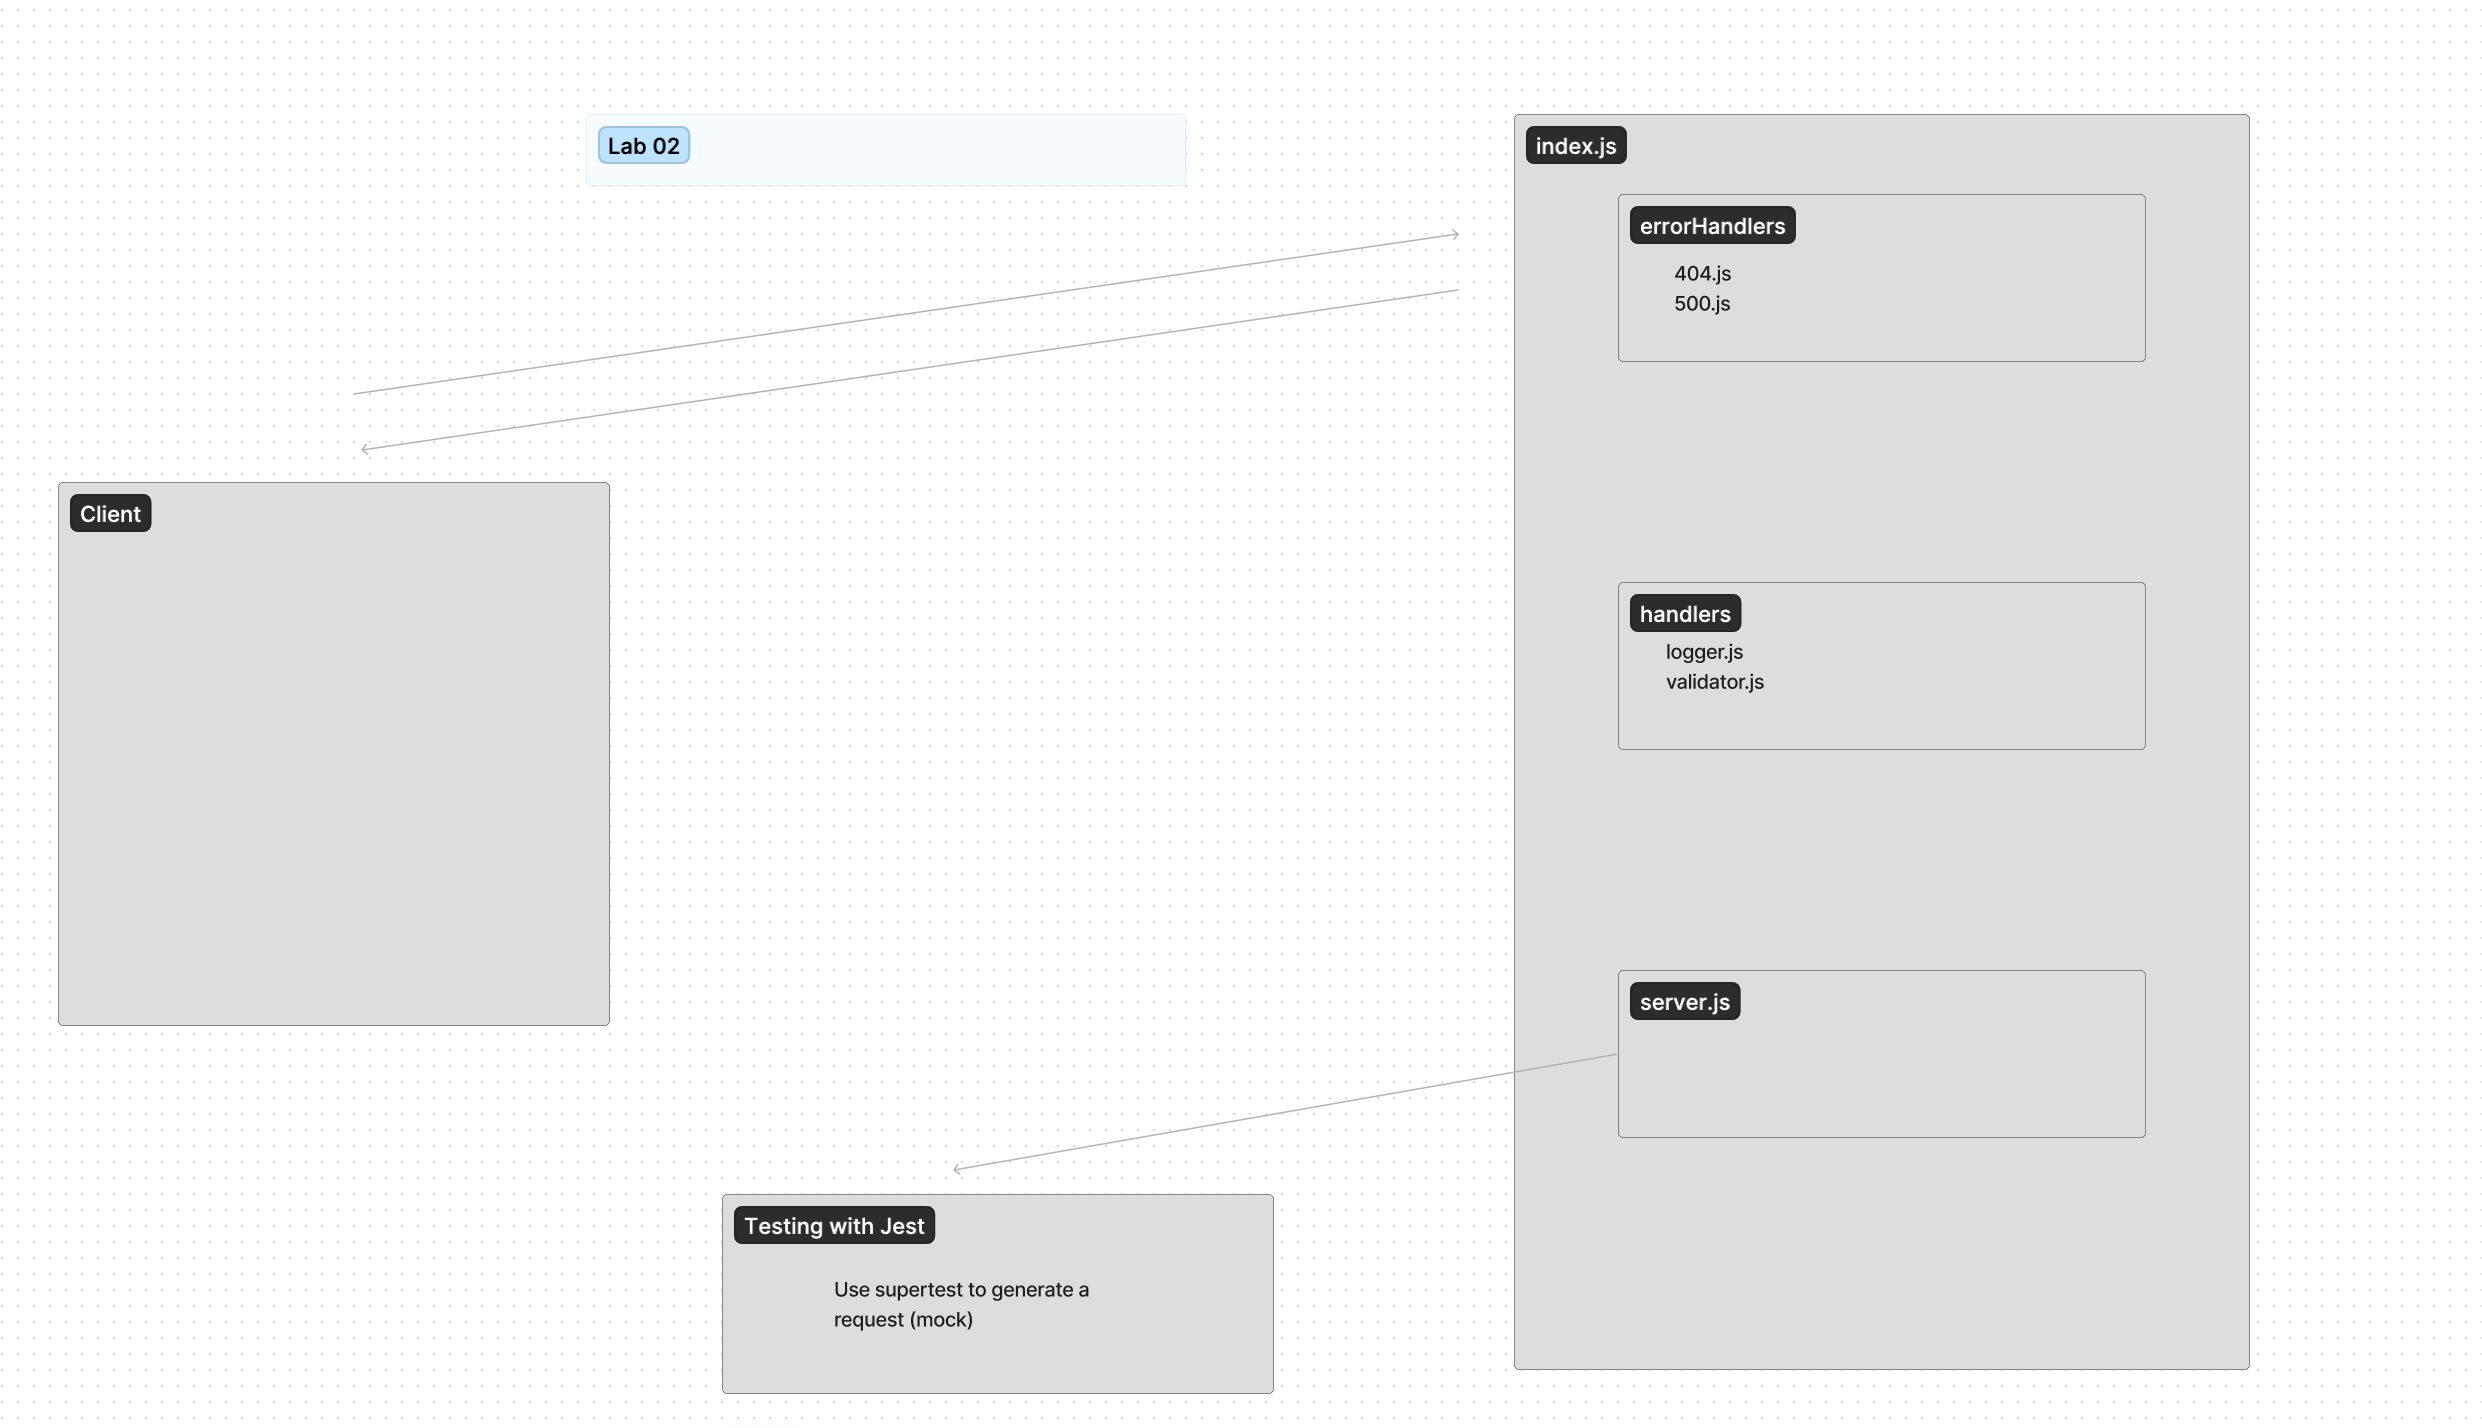 Lab 02
index.js
errorHandlers
404.js
500.js
Client
handlers
logger.js
validator.js
server.js
Testing with Jest
Use supertest to generate a
request (mock)